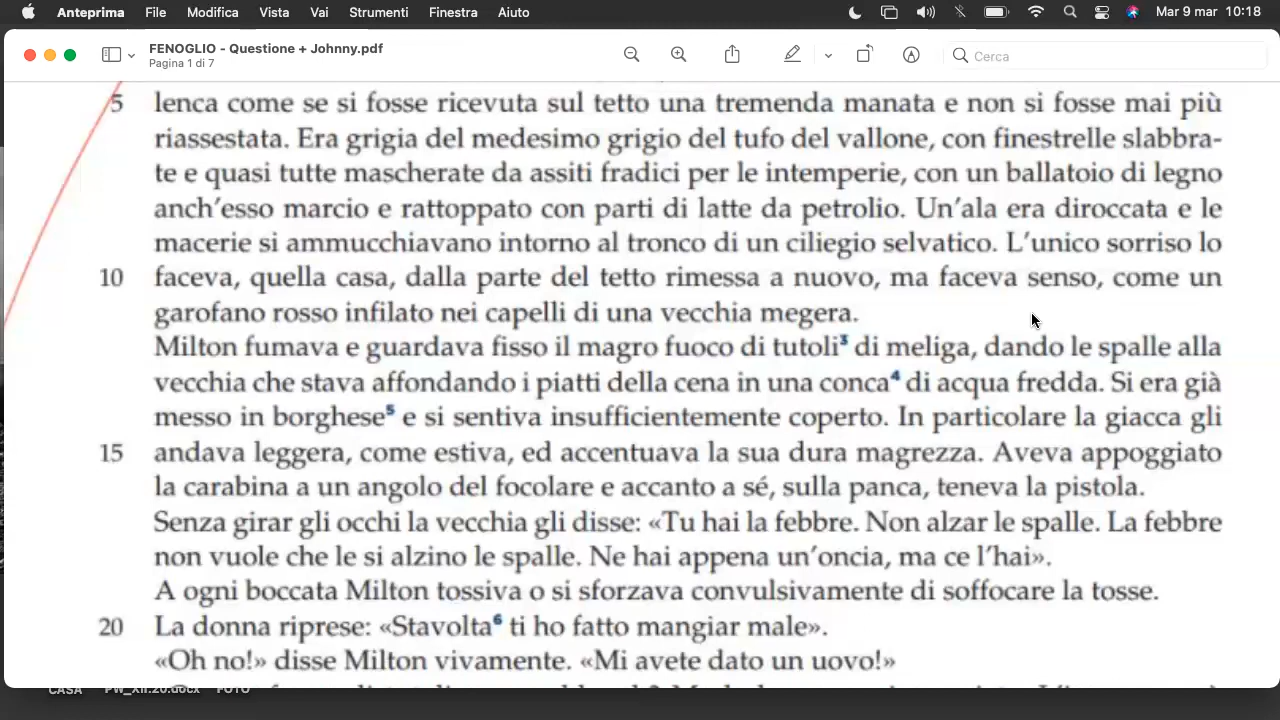 Anteprima File Modifica Vista Vai Strumenti Finestra Aiuto Mar 9 mar 10:18
FENOGLIO - Questione + Johnny.pdf
Pagina 1 di 7
Cerca
5 lenca come se si fosse ricevuta sul tetto una tremenda manata e non si fosse mai più
riassestata. Era grigia del medesimo grigio del tufo del vallone, con finestrelle slabbra-
te e quasi tutte mascherate da assiti fradici per le intemperie, con un ballatoio di legno
anch'esso marcio e rattoppato con parti di latte da petrolio. Un'ala era diroccata e le
macerie si ammucchiavano intorno al tronco di un ciliegio selvatico. L'unico sorriso lo
10 faceva, quella casa, dalla parte del tetto rimessa a nuovo, ma faceva senso, come un
garofano rosso infilato nei capelli di una vecchia megera.
Milton fumava e guardava fisso il magro fuoco di tutoli³ di meliga, dando le spalle alla
vecchia che stava affondando i piatti della cena in una conca⁴ di acqua fredda. Si era già
messo in borghese⁵ e si sentiva insufficientemente coperto. In particolare la giacca gli
15 andava leggera, come estiva, ed accentuava la sua dura magrezza. Aveva appoggiato
la carabina a un angolo del focolare e accanto a sé, sulla panca, teneva la pistola.
Senza girar gli occhi la vecchia gli disse: «Tu hai la febbre. Non alzar le spalle. La febbre
non vuole che le si alzino le spalle. Ne hai appena un'oncia, ma ce l'hai».
A ogni boccata Milton tossiva o si sforzava convulsivamente di soffocare la tosse.
20 La donna riprese: «Stavolta⁶ ti ho fatto mangiar male».
«Oh no!» disse Milton vivamente. «Mi avete dato un uovo!»
CASA PW_XII.20.docx FOTO